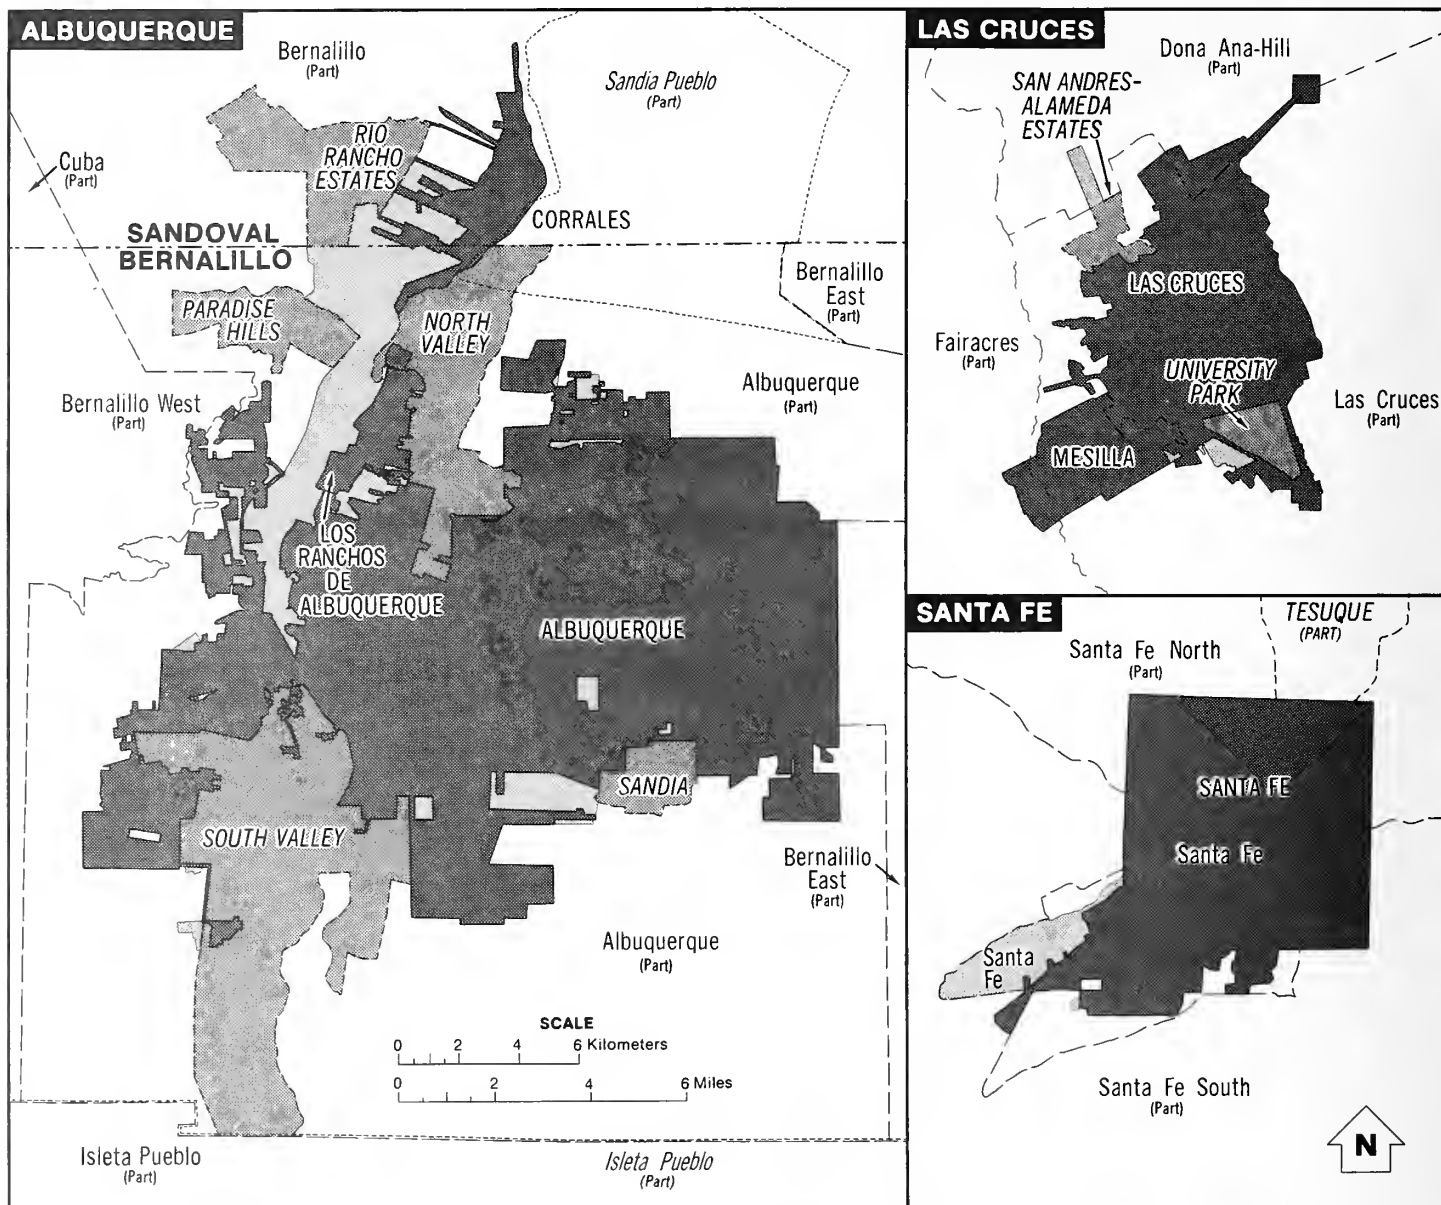 ALBUQUERQUE
Bernalillo
(Part)
Sandia Pueblo
(Part)
Cuba
(Part)
RIO
RANCHO
ESTATES
CORRALES
SANDOVAL
BERNALILLO
Bernalillo
East
(Part)
PARADISE
HILLS
NORTH
VALLEY
Bernalillo West
(Part)
Albuquerque
(Part)
LOS
RANCHOS
DE
ALBUQUERQUE
ALBUQUERQUE
SANDIA
SOUTH VALLEY
Bernalillo
East
(Part)
Albuquerque
(Part)
SCALE
0 2 4 6 Kilometers
0 2 4 6 Miles
Isleta Pueblo
(Part)
Isleta Pueblo
(Part)
LAS CRUCES
Dona Ana-Hill
(Part)
SAN ANDRES-
ALAMEDA
ESTATES
LAS CRUCES
Fairacres
(Part)
UNIVERSITY
PARK
Las Cruces
(Part)
MESILLA
SANTA FE
TESUQUE
(PART)
Santa Fe North
(Part)
SANTA FE
Santa Fe
Santa
Fe
Santa Fe South
(Part)
N